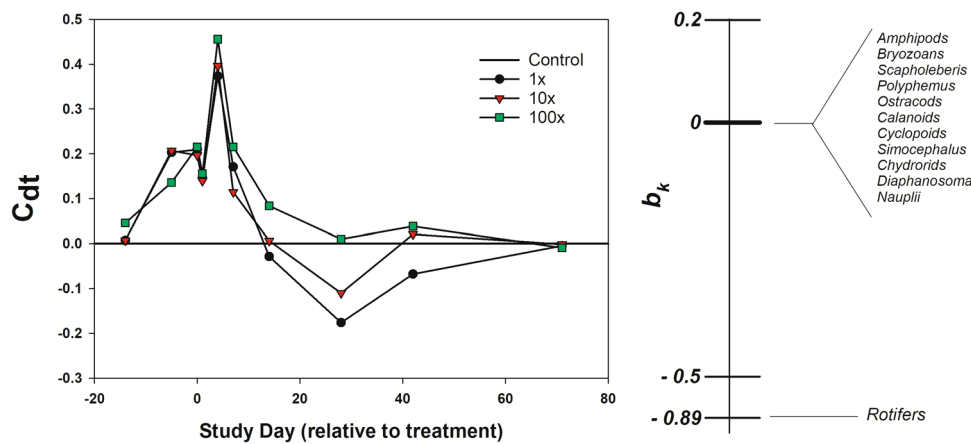 0.5
0.4
0.3
0.2
0.1
0.0
-0.1
-0.2
-0.3
Cdt
-20
0
20
40
60
80
Study Day (relative to treatment)
Control
1x
10x
100x
bk
0.2
0
- 0.5
- 0.89
Amphipods
Bryozoans
Scapholeberis
Polyphemus
Ostracods
Calanoids
Cyclopoids
Simocephalus
Chydrorids
Diaphanosoma
Nauplii
Rotifers